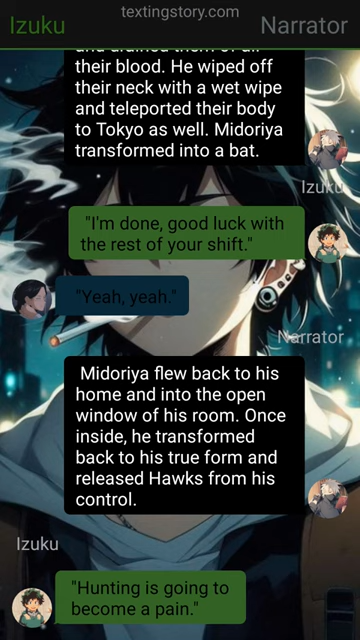 textingstory.com
Izuku
Narrator
and drained them of all
their blood. He wiped off
their neck with a wet wipe
and teleported their body
to Tokyo as well. Midoriya
transformed into a bat.
Izuku
"I'm done, good luck with
the rest of your shift."
"Yeah, yeah."
Narrator
Midoriya flew back to his
home and into the open
window of his room. Once
inside, he transformed
back to his true form and
released Hawks from his
control.
Izuku
"Hunting is going to
become a pain."